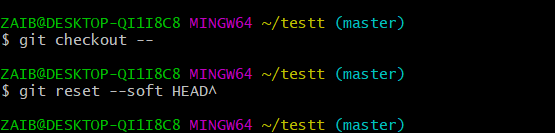 ZAIB@DESKTOP-QI1I8C8 MINGW64 ~/testt (master)
$ git checkout --
ZAIB@DESKTOP-QI1I8C8 MINGW64 ~/testt (master)
$ git reset --soft HEAD^
ZAIB@DESKTOP-QI1I8C8 MINGW64 ~/testt (master)